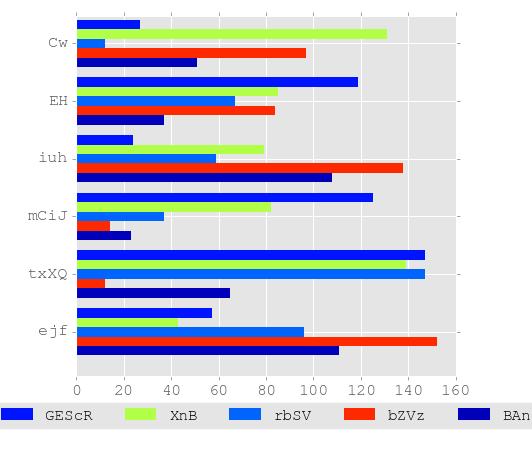 Cw
EH
iuh
mCiJ
txXQ
ejf
0 20 40 60 80 100 120 140 160
GEScR XnB rbSV bZVz BAn